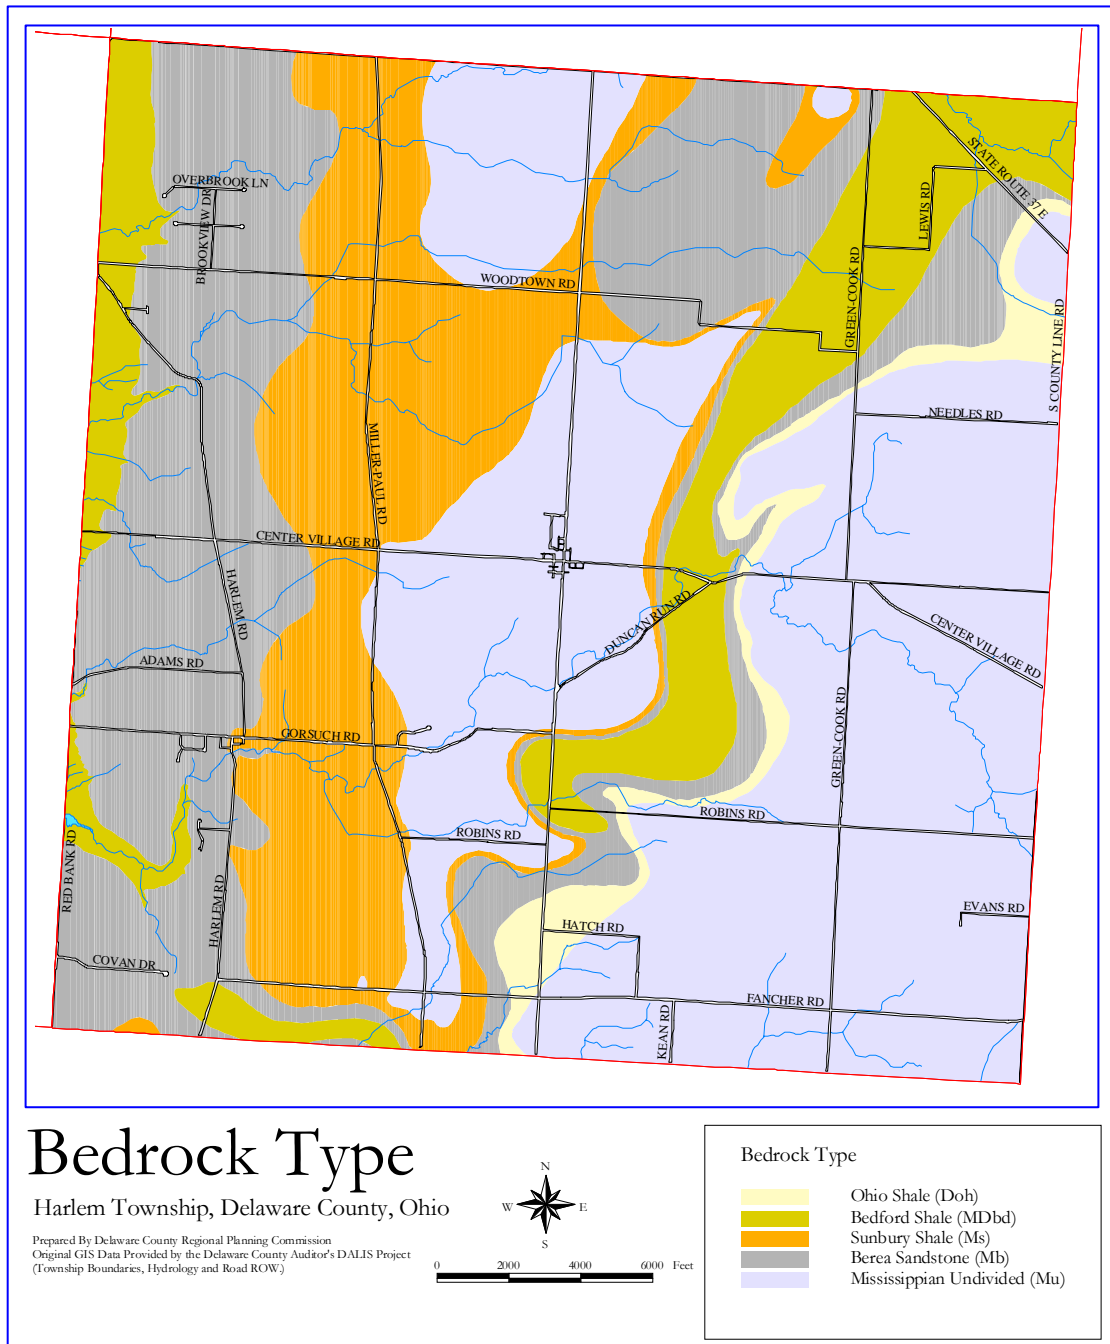 STATE ROUTE 37 E
OVERBROOK LN
BROOKVIEW DR
LEWIS RD
WOODTOWN RD
GREEN-COOK RD
S COUNTY LINE RD
NEEDLES RD
MILLER-PAUL RD
CENTER VILLAGE RD
HARLEM RD
DUNCAN RUN RD
CENTER VILLAGE RD
ADAMS RD
GREEN-COOK RD
GORSUCH RD
ROBINS RD
ROBINS RD
RED BANK RD
HARLEM RD
EVANS RD
HATCH RD
COVAN DR
FANCHER RD
KEAN RD
Bedrock Type
Harlem Township, Delaware County, Ohio
Prepared By Delaware County Regional Planning Commission
Original GIS Data Provided by the Delaware County Auditor's DALIS Project
(Township Boundaries, Hydrology and Road ROW.)
N
W E
S
0 2000 4000 6000 Feet
Bedrock Type
Ohio Shale (Doh)
Bedford Shale (MDbd)
Sunbury Shale (Ms)
Berea Sandstone (Mb)
Mississippian Undivided (Mu)